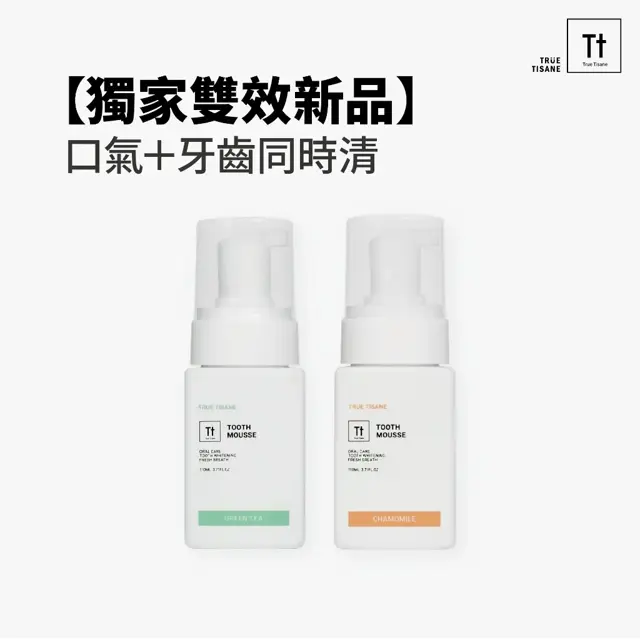 TRUE
TISANE
Tt
True Tisane
【獨家雙效新品】
口氣+牙齒同時清
TRUE TISANE
Tt
TOOTH
MOUSSE
ORAL CARE
TOOTH WHITENING
FRESH BREATH
GREEN TEA
TRUE TISANE
Tt
TOOTH
MOUSSE
ORAL CARE
TOOTH WHITENING
FRESH BREATH
CHAMOMILE